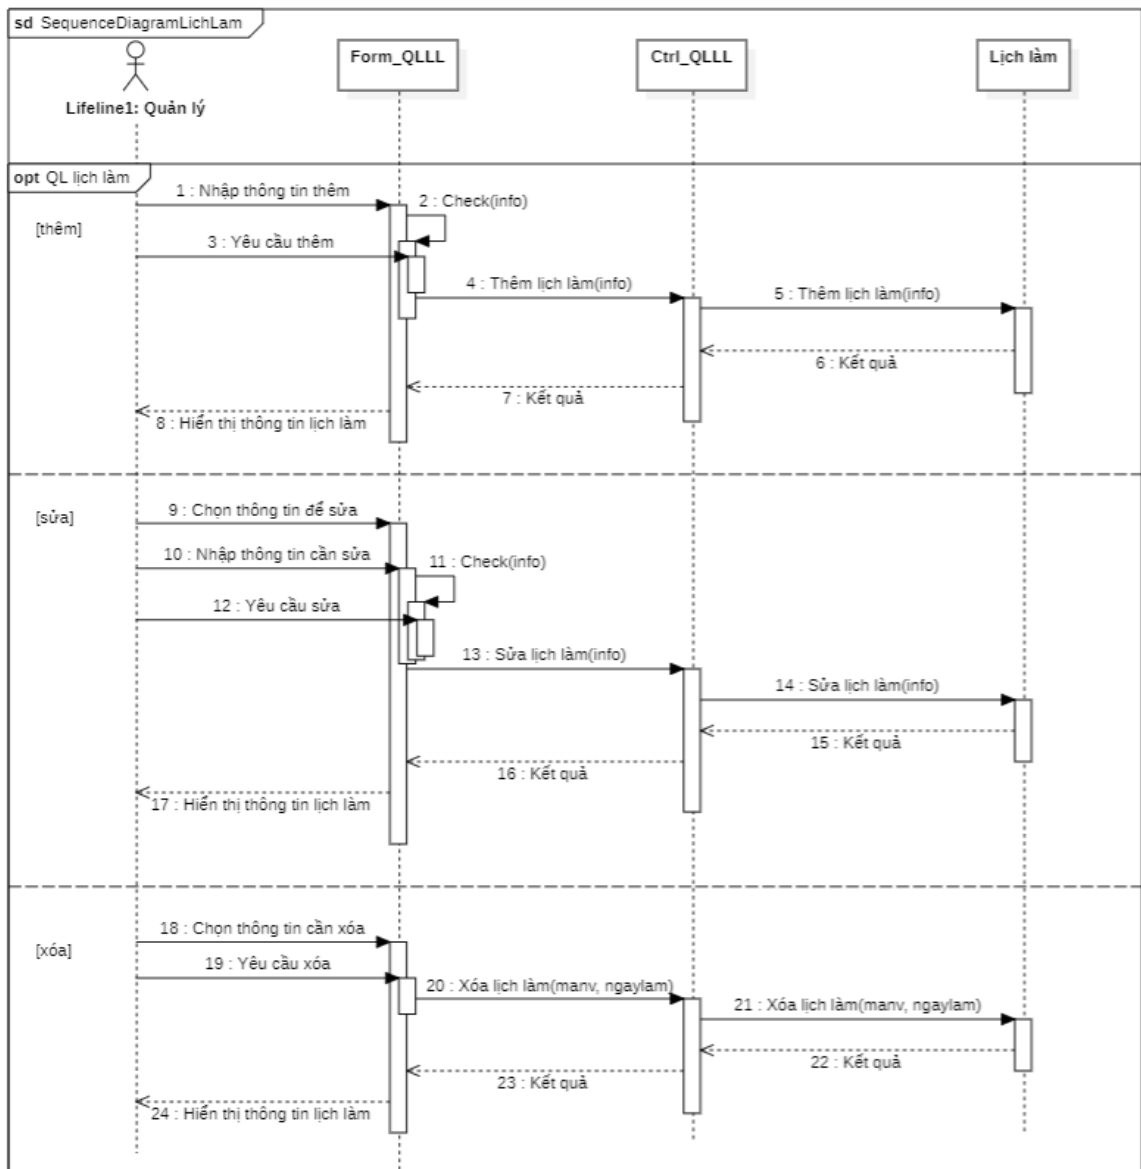 sd SequenceDiagramLichLam
Form_QLLL
Ctrl_QLLL
Lịch làm
Lifeline1: Quản lý
opt QL lịch làm
1 : Nhập thông tin thêm
2 : Check(info)
[thêm]
3 : Yêu cầu thêm
4 : Thêm lịch làm(info)
5 : Thêm lịch làm(info)
6 : Kết quả
7 : Kết quả
8 : Hiển thị thông tin lịch làm
[sửa]
9 : Chọn thông tin để sửa
10 : Nhập thông tin cần sửa
11 : Check(info)
12 : Yêu cầu sửa
13 : Sửa lịch làm(info)
14 : Sửa lịch làm(info)
15 : Kết quả
16 : Kết quả
17 : Hiển thị thông tin lịch làm
[xóa]
18 : Chọn thông tin cần xóa
19 : Yêu cầu xóa
20 : Xóa lịch làm(manv, ngaylam)
21 : Xóa lịch làm(manv, ngaylam)
22 : Kết quả
23 : Kết quả
24 : Hiển thị thông tin lịch làm